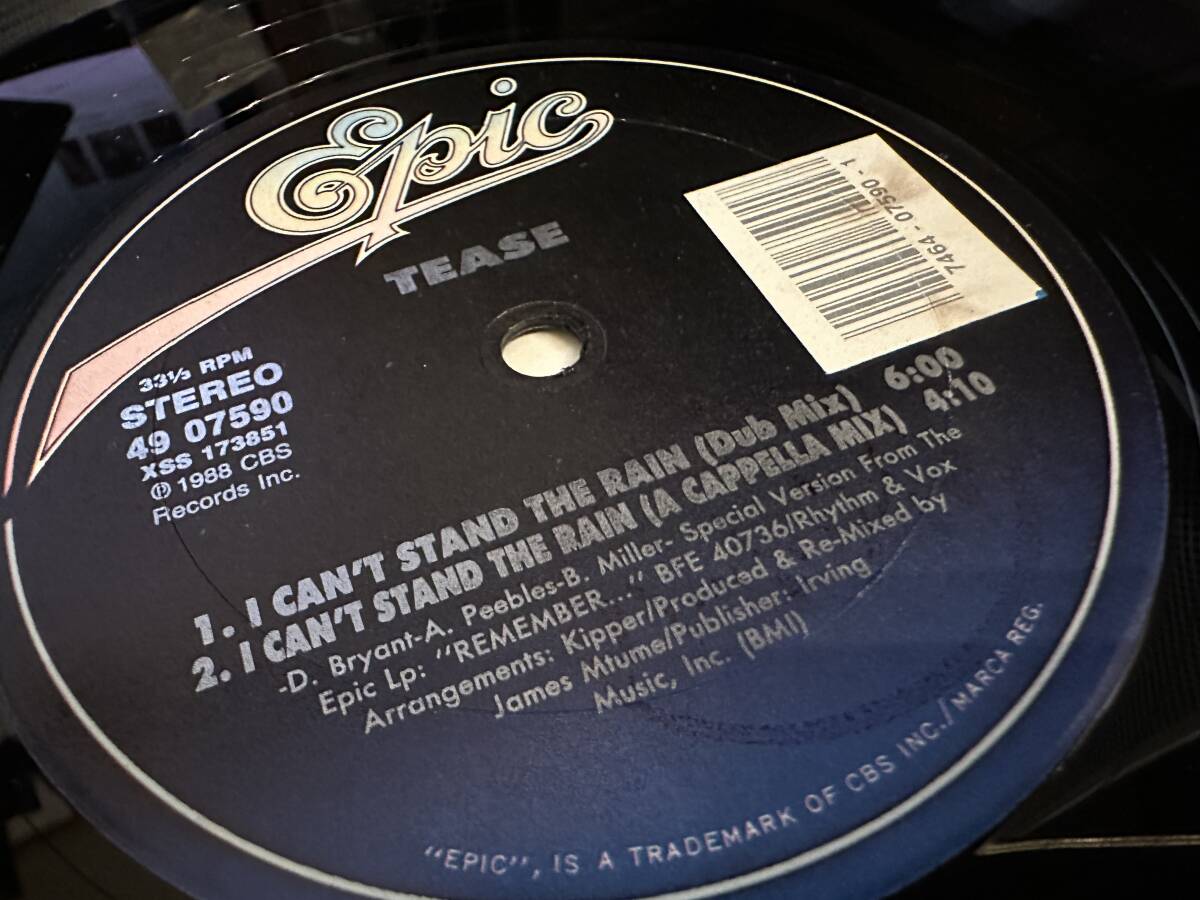 Epic
TEASE
7464-07590-1
33⅓ RPM
STEREO
49 07590
XSS 173851
℗ 1988 CBS
Records Inc.
1. I CAN'T STAND THE RAIN (Dub Mix) 6:00
2. I CAN'T STAND THE RAIN (A CAPPELLA MIX) 4:10
-D. Bryant-A. Peebles-B. Miller- Special Version From The
Epic Lp: "REMEMBER..." BFE 40736/Rhythm & Vox
Arrangements: Kipper/Produced & Re-Mixed by
James Mtume/Publisher: Irving
Music, Inc. (BMI)
"EPIC", IS A TRADEMARK OF CBS INC./MARCA REG.